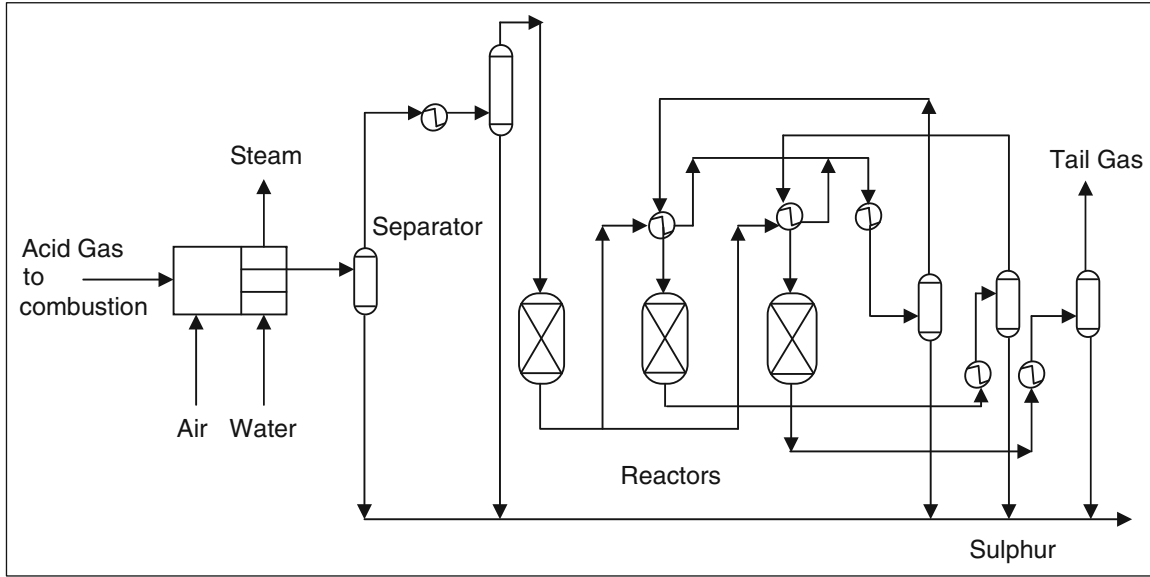 Steam
Tail Gas
Separator
Acid Gas
to
combustion
Air
Water
Reactors
Sulphur